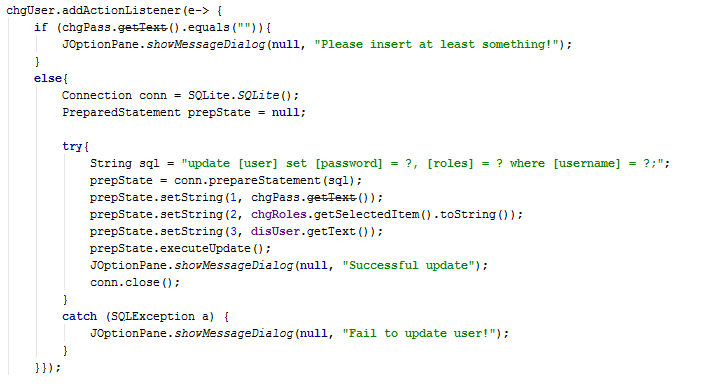 chgUser.addActionListener(e-> {
if (chgPass.getText().equals("")){
JOptionPane.showMessageDialog(null, "Please insert at least something!");
}
else{
Connection conn = SQLite.SQLite();
PreparedStatement prepState = null;
try{
String sql = "update [user] set [password] = ?, [roles] = ? where [username] = ?;";
prepState = conn.prepareStatement(sql);
prepState.setString(1, chgPass.getText());
prepState.setString(2, chgRoles.getSelectedItem().toString());
prepState.setString(3, disUser.getText());
prepState.executeUpdate();
JOptionPane.showMessageDialog(null, "Successful update");
conn.close();
}
catch (SQLException a) {
JOptionPane.showMessageDialog(null, "Fail to update user!");
}
}});